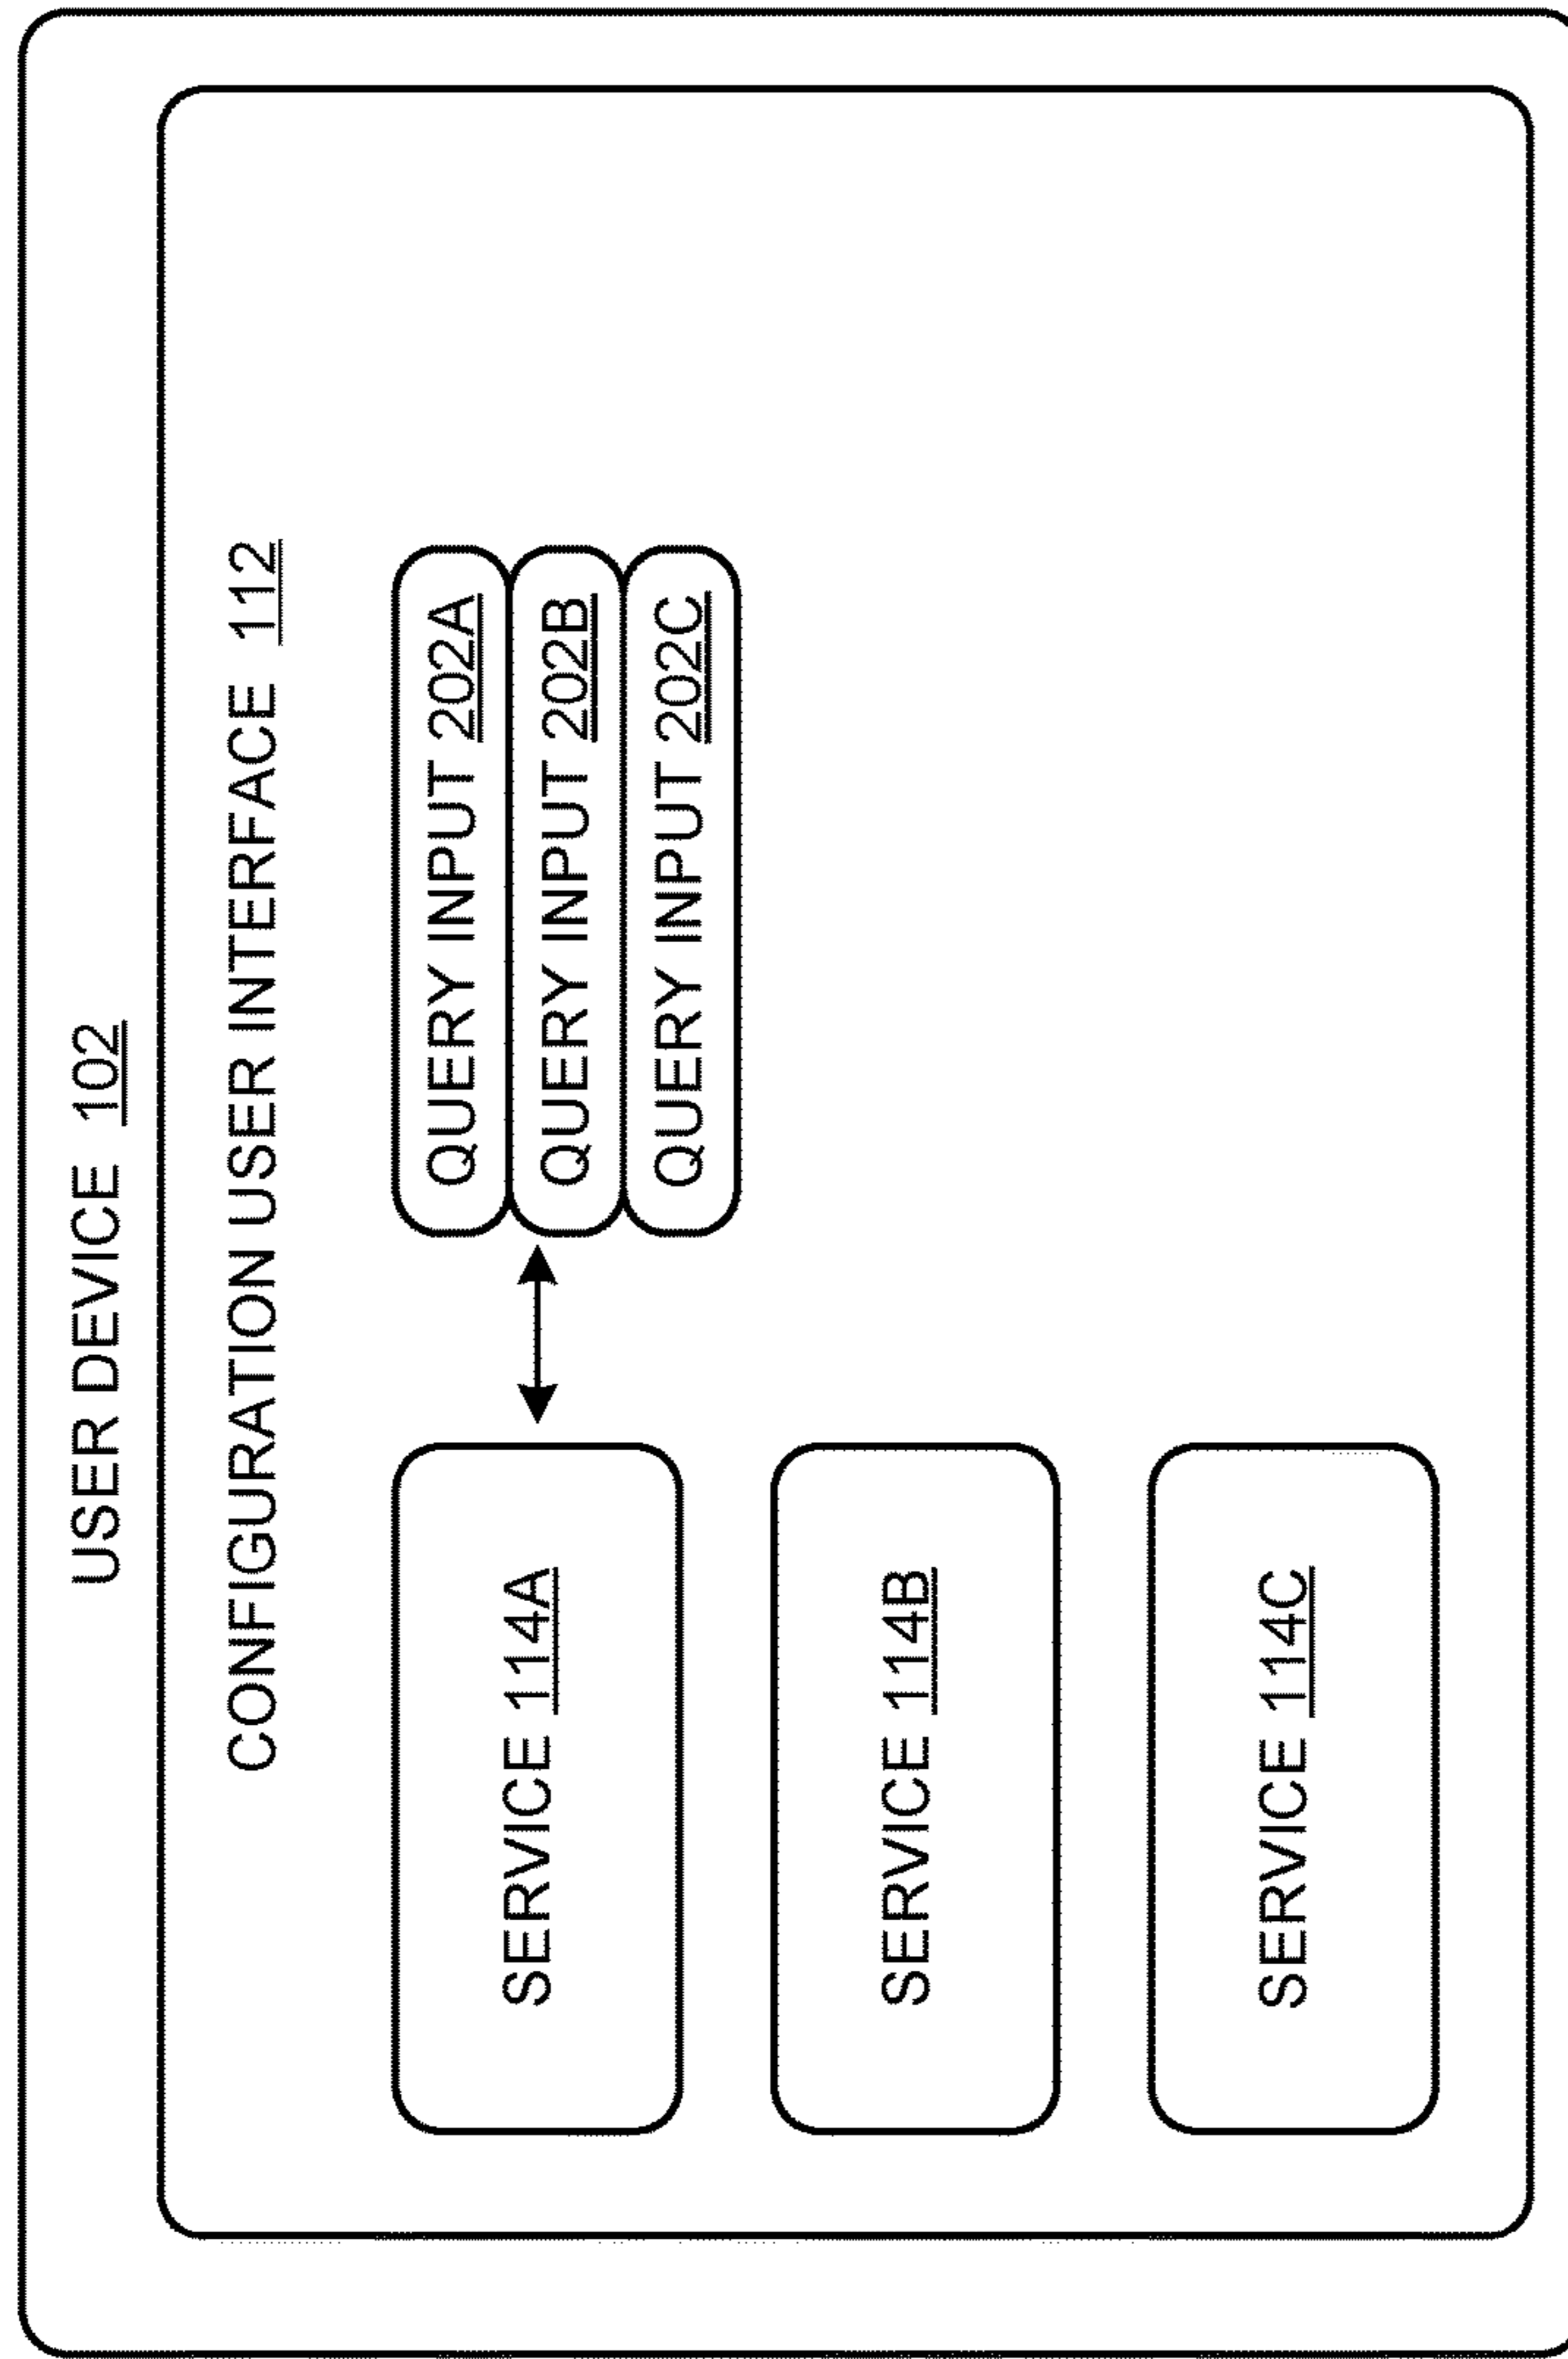 USER DEVICE 102
CONFIGURATION USER INTERFACE 112
SERVICE 114A
QUERY INPUT 202A
QUERY INPUT 202B
QUERY INPUT 202C
SERVICE 114B
SERVICE 114C